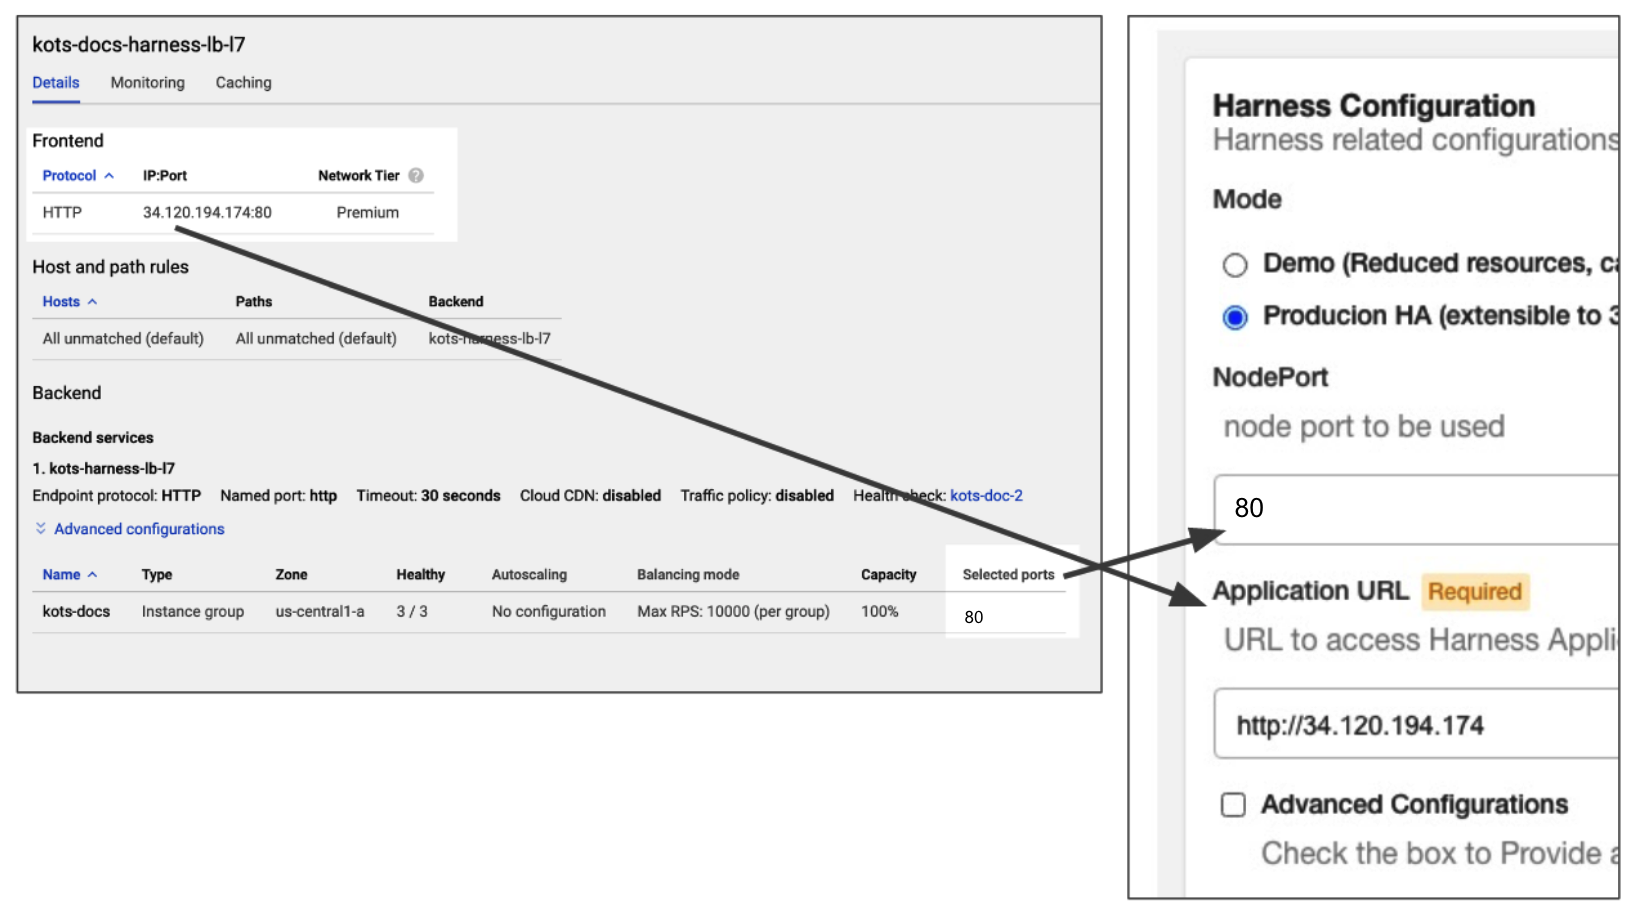 kots-docs-harness-lb-l7
Details Monitoring Caching
Frontend
Protocol IP:Port Network Tier ?
HTTP 34.120.194.174:80 Premium
Host and path rules
Hosts Paths Backend
All unmatched (default) All unmatched (default) kots-harness-lb-l7
Backend
Backend services
1. kots-harness-lb-l7
Endpoint protocol: HTTP Named port: http Timeout: 30 seconds Cloud CDN: disabled Traffic policy: disabled Health check: kots-doc-2
Advanced configurations
Name Type Zone Healthy Autoscaling Balancing mode Capacity Selected ports
kots-docs Instance group us-central1-a 3 / 3 No configuration Max RPS: 10000 (per group) 100% 80
Harness Configuration
Harness related configurations
Mode
Demo (Reduced resources, ca
Producion HA (extensible to 3
NodePort
node port to be used
80
Application URL Required
URL to access Harness Appli
http://34.120.194.174
Advanced Configurations
Check the box to Provide a